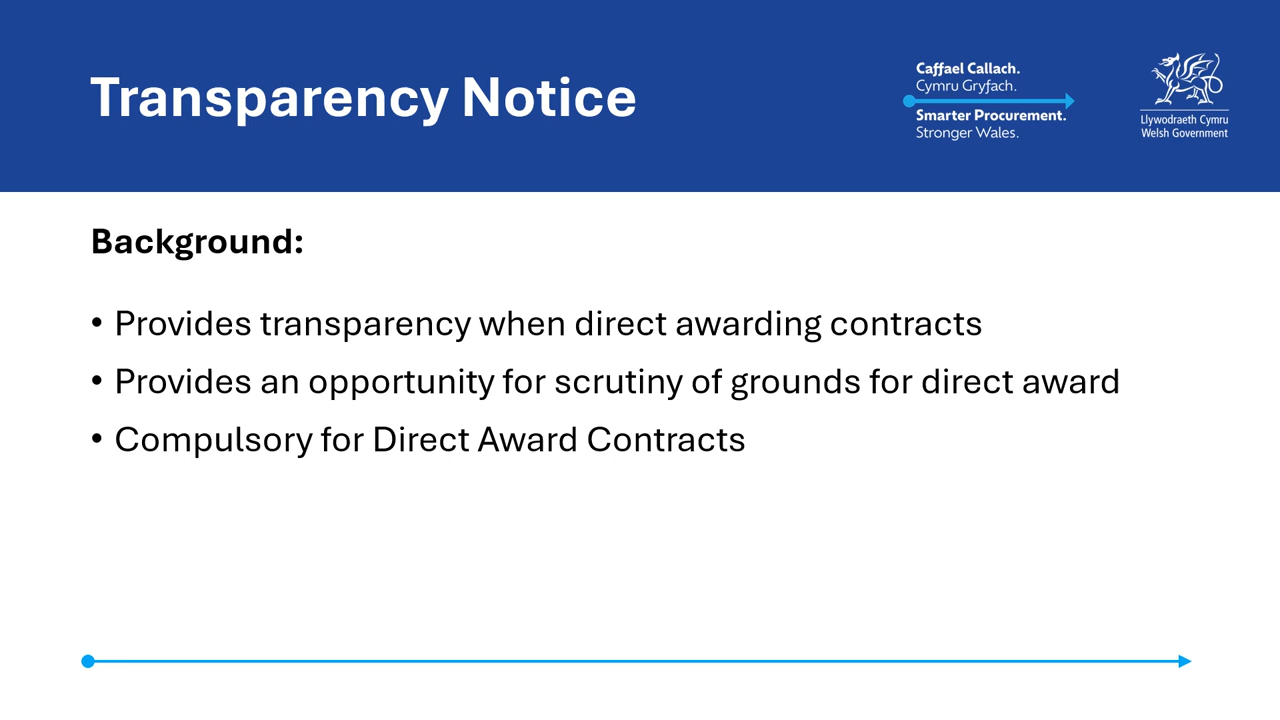 Transparency Notice
Caffael Callach.
Cymru Gryfach.
Smarter Procurement.
Stronger Wales.
Llywodraeth Cymru
Welsh Government
Background:
• Provides transparency when direct awarding contracts
• Provides an opportunity for scrutiny of grounds for direct award
• Compulsory for Direct Award Contracts